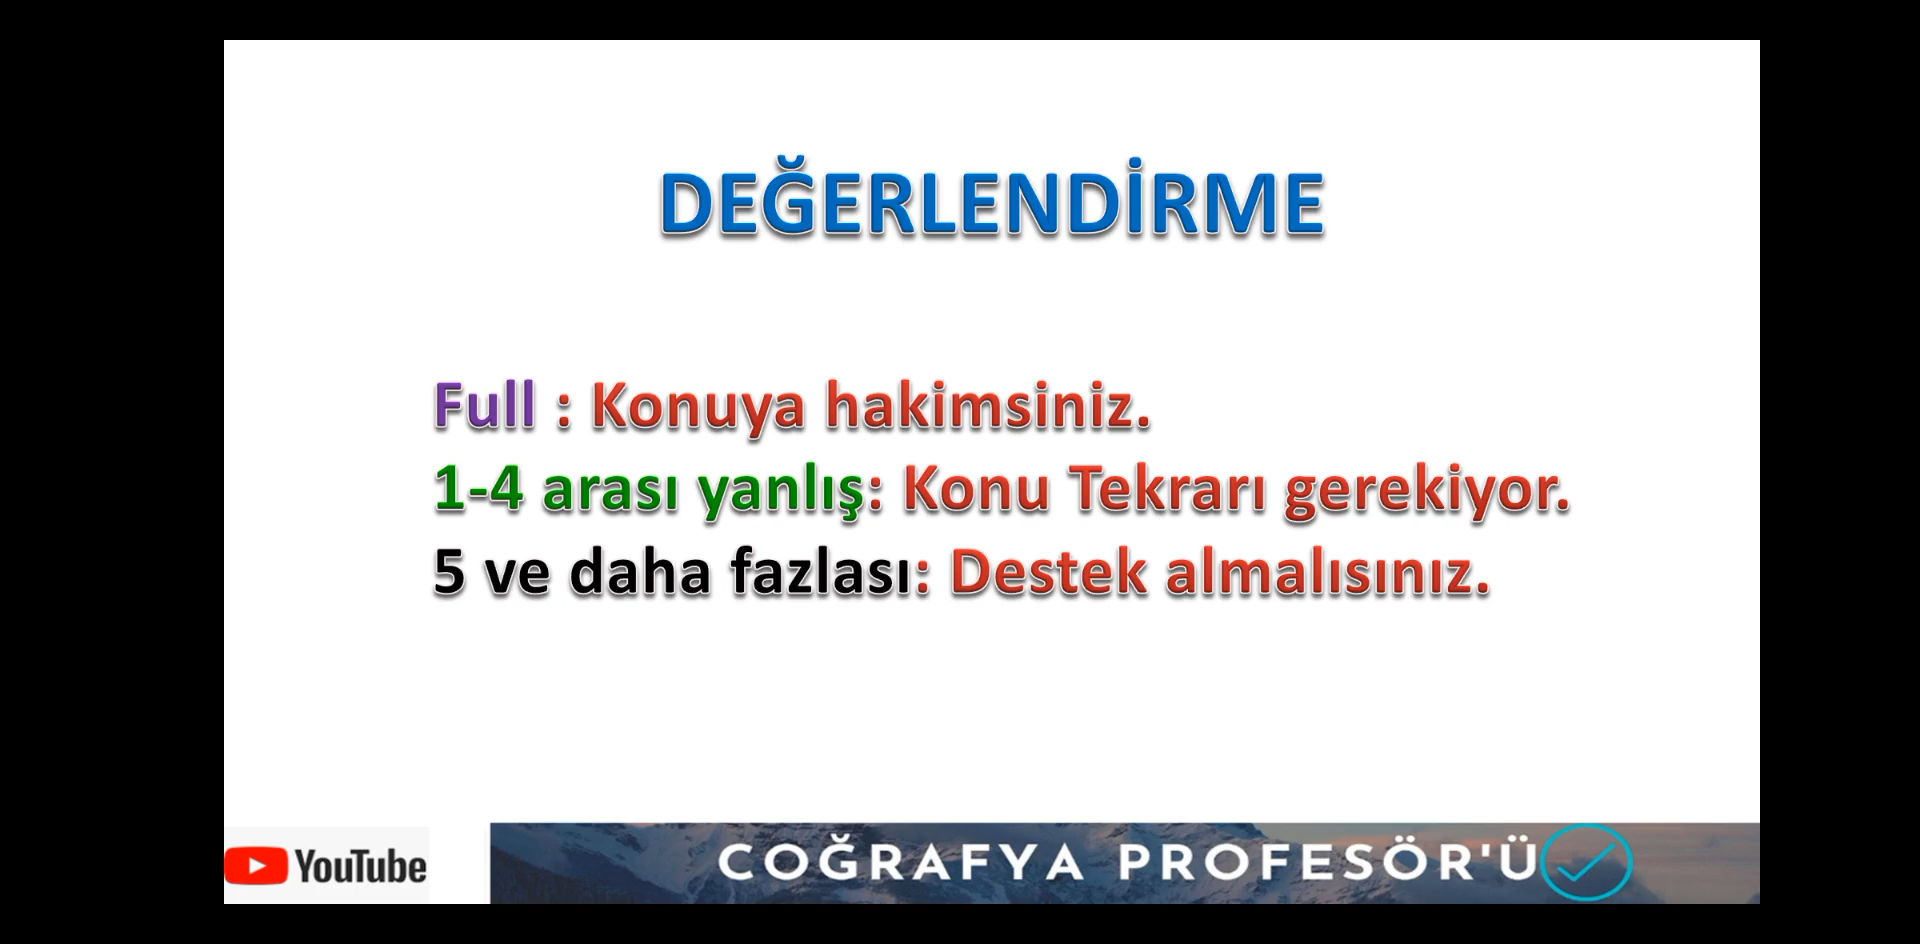 DEĞERLENDİRME
Full : Konuya hakimsiniz.
1-4 arası yanlış: Konu Tekrarı gerekiyor.
5 ve daha fazlası: Destek almalısınız.
YouTube
COĞRAFYA PROFESÖR'Ü